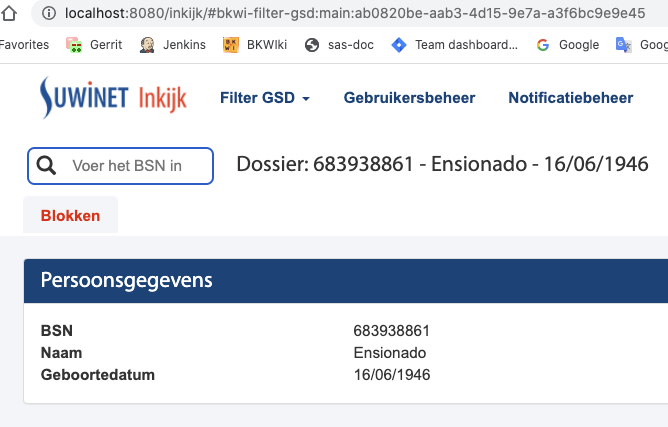 localhost:8080/inkijk/#bkwi-filter-gsd:main:ab0820be-aab3-4d15-9e7a-a3f6bc9e9e45
Favorites Gerrit Jenkins BKWIki sas-doc Team dashboard... Google Goog
SUWINET Inkijk Filter GSD Gebruikersbeheer Notificatiebeheer
Voer het BSN in Dossier: 683938861 - Ensionado - 16/06/1946
Blokken
Persoonsgegevens
BSN 683938861
Naam Ensionado
Geboortedatum 16/06/1946